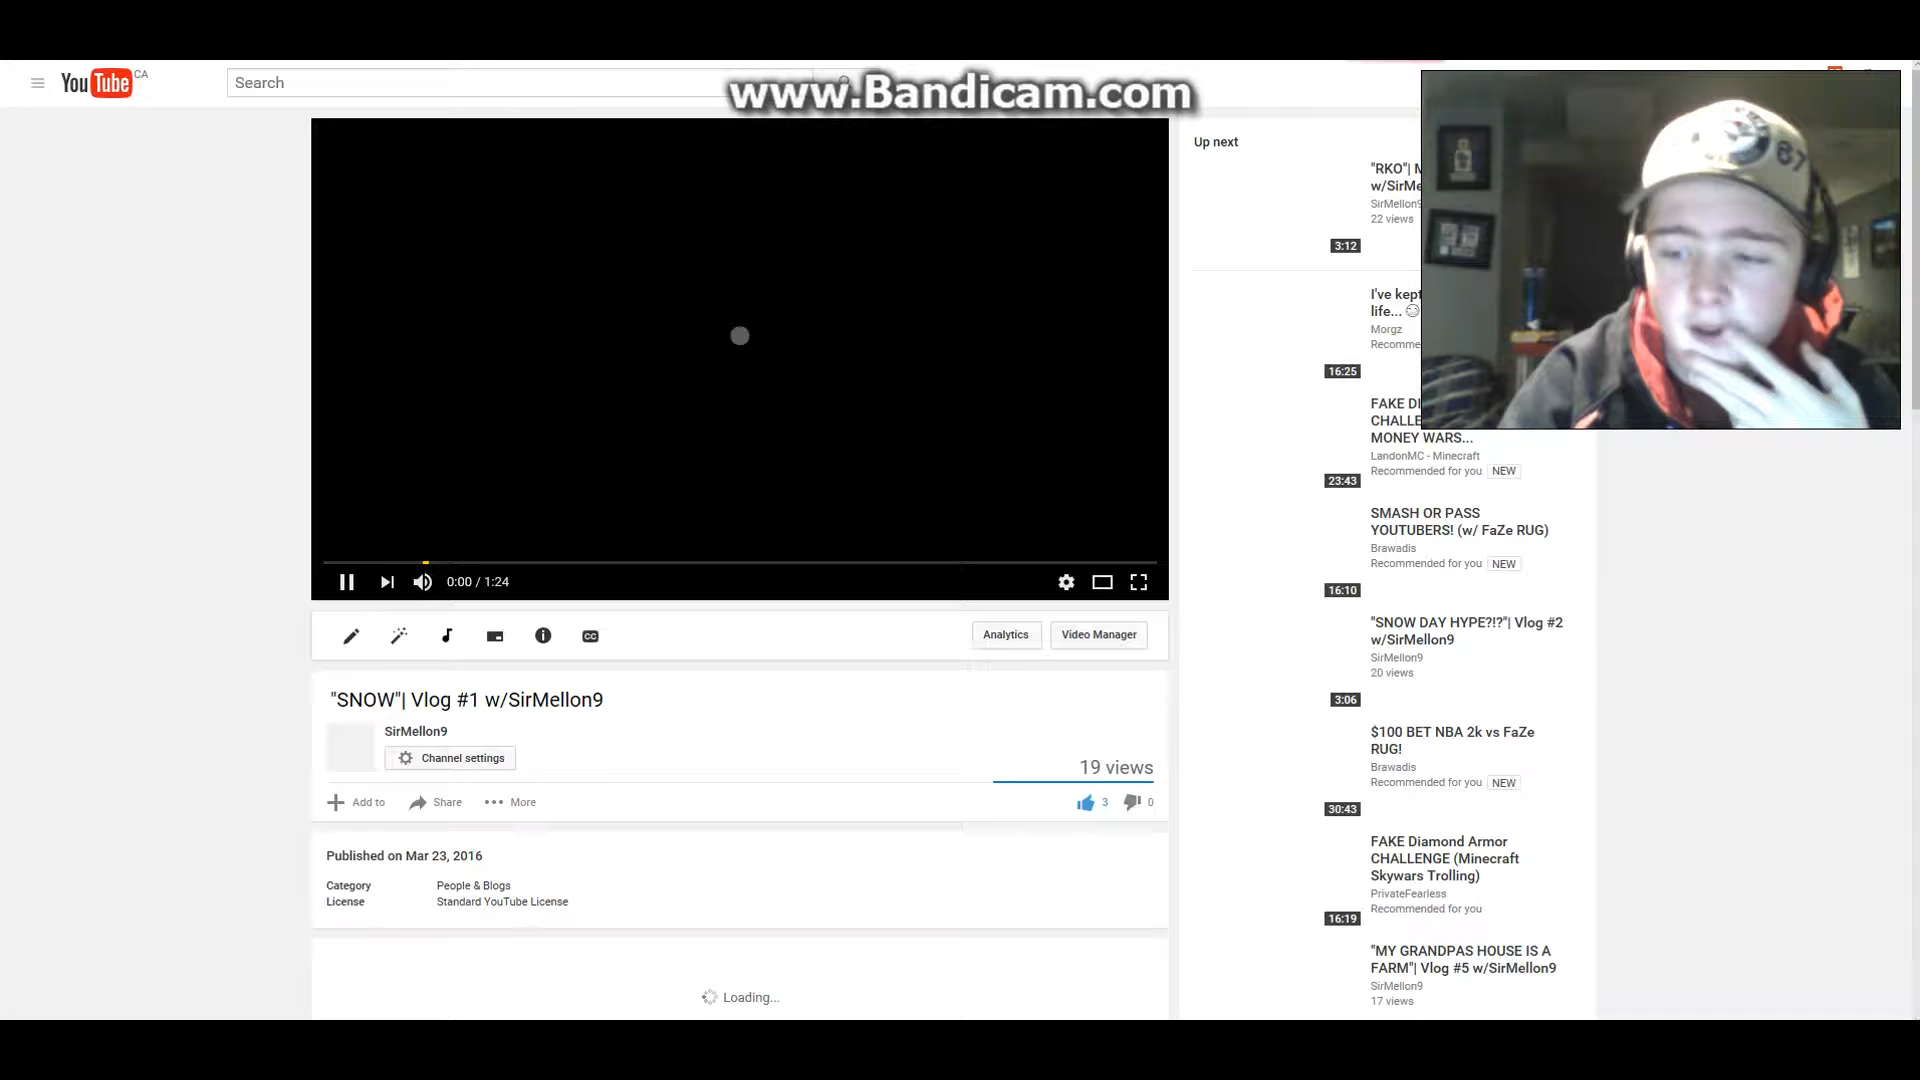 YouTube CA
Search
www.Bandicam.com
Up next
"RKO"|
w/SirMe
SirMellon9
22 views
3:12
I've kept
life...
Morgz
Recomme
16:25
FAKE DI
CHALLE
MONEY WARS...
LandonMC - Minecraft
Recommended for you NEW
23:43
SMASH OR PASS
YOUTUBERS! (w/ FaZe RUG)
Brawadis
Recommended for you NEW
16:10
"SNOW DAY HYPE?!?"| Vlog #2
w/SirMellon9
SirMellon9
20 views
3:06
$100 BET NBA 2k vs FaZe
RUG!
Brawadis
Recommended for you NEW
30:43
FAKE Diamond Armor
CHALLENGE (Minecraft
Skywars Trolling)
PrivateFearless
Recommended for you
16:19
"MY GRANDPAS HOUSE IS A
FARM"| Vlog #5 w/SirMellon9
SirMellon9
17 views
67
0:00 / 1:24
CC
Analytics
Video Manager
"SNOW"| Vlog #1 w/SirMellon9
SirMellon9
Channel settings
19 views
Add to
Share
More
3
0
Published on Mar 23, 2016
Category People & Blogs
License Standard YouTube License
Loading...